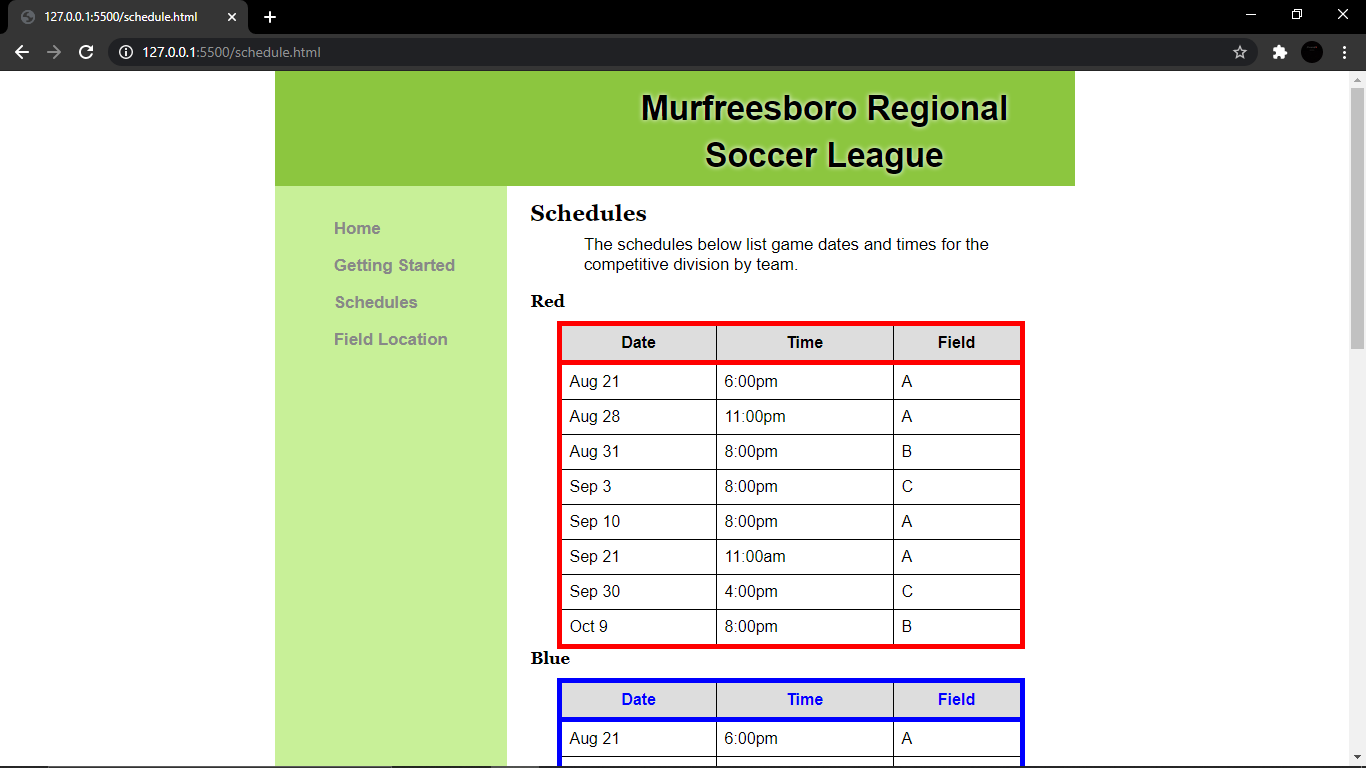 127.0.0.1:5500/schedule.html
127.0.0.1:5500/schedule.html
Murfreesboro Regional
Soccer League
Home
Getting Started
Schedules
Field Location
Schedules
The schedules below list game dates and times for the
competitive division by team.
Red
Date Time Field
Aug 21 6:00pm A
Aug 28 11:00pm A
Aug 31 8:00pm B
Sep 3 8:00pm C
Sep 10 8:00pm A
Sep 21 11:00am A
Sep 30 4:00pm C
Oct 9 8:00pm B
Blue
Date Time Field
Aug 21 6:00pm A